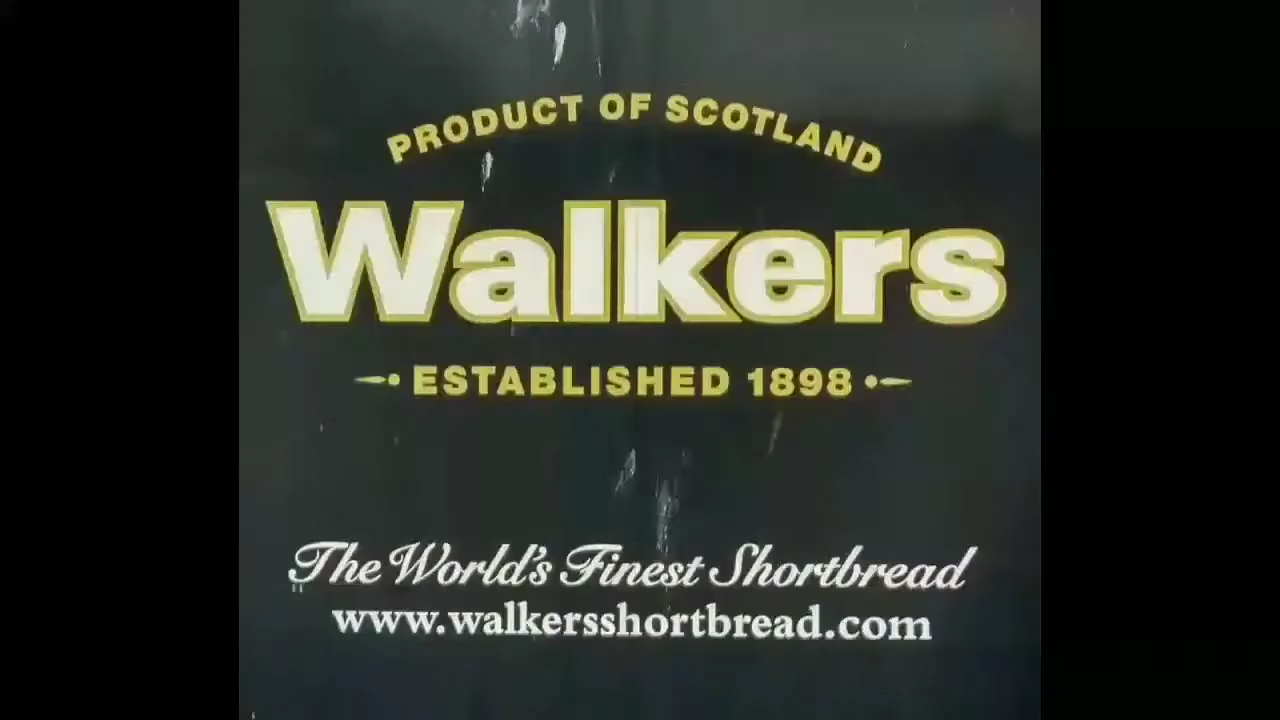 PRODUCT OF SCOTLAND
Walkers
ESTABLISHED 1898
The World's Finest Shortbread
www.walkersshortbread.com